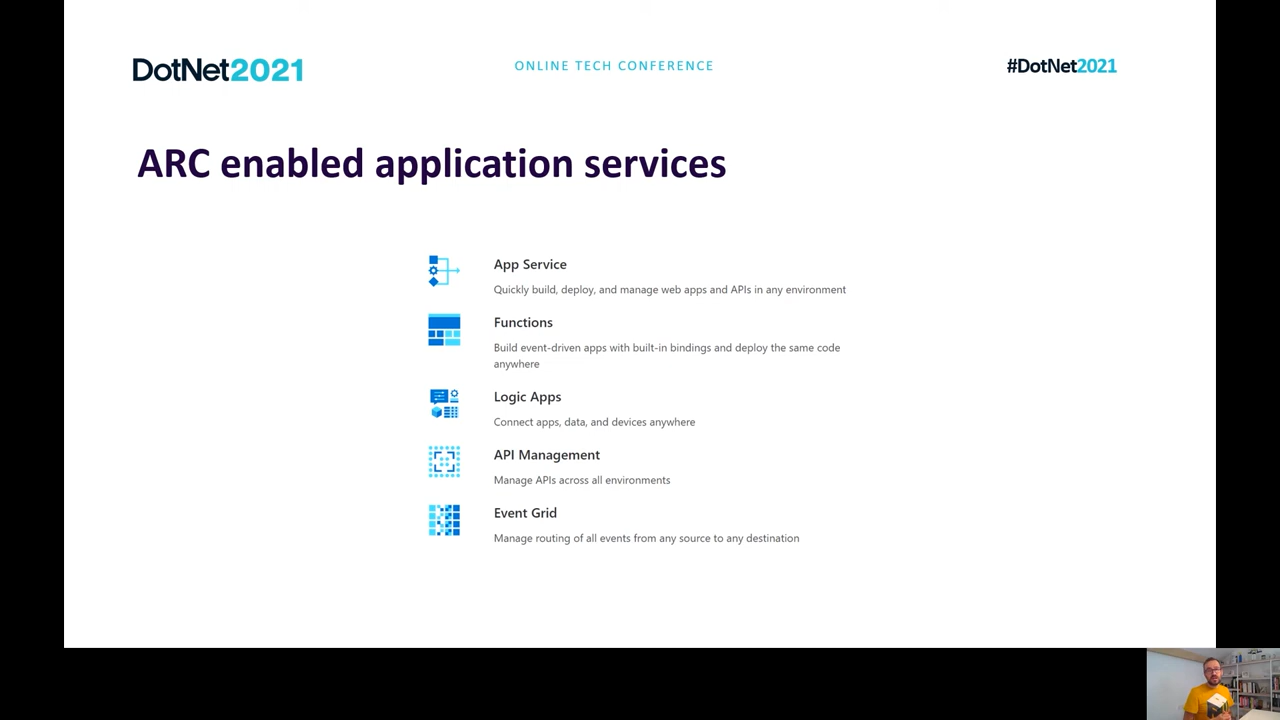 DotNet2021
ONLINE TECH CONFERENCE
#DotNet2021
ARC enabled application services
App Service
Quickly build, deploy, and manage web apps and APIs in any environment
Functions
Build event-driven apps with built-in bindings and deploy the same code
anywhere
Logic Apps
Connect apps, data, and devices anywhere
API Management
Manage APIs across all environments
Event Grid
Manage routing of all events from any source to any destination